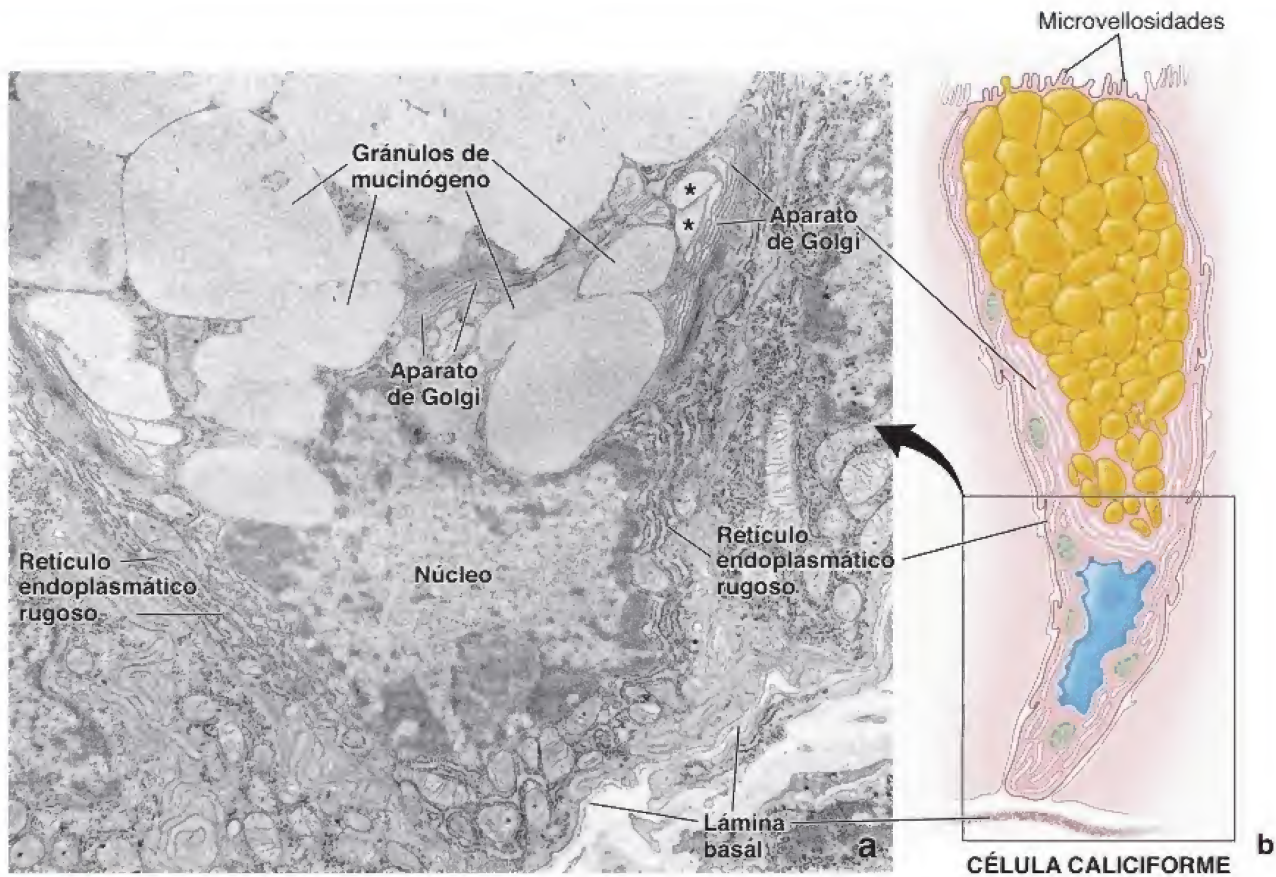 Microvellosidades
Gránulos de
mucinógeno
*
*
Aparato
de Golgi
Aparato
de Golgi
Retículo
endoplasmático
rugoso
Núcleo
Retículo
endoplasmático
rugoso
Lámina
basal
a
b
CÉLULA CALICIFORME